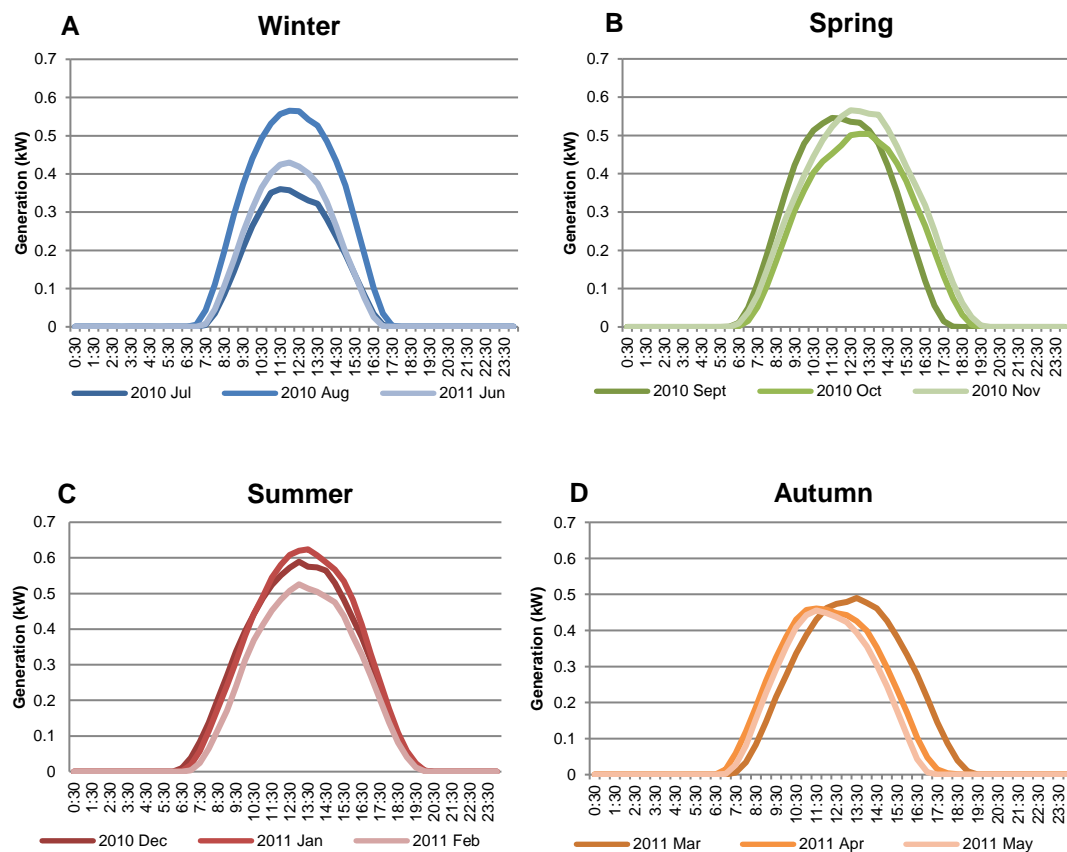 A Winter
Generation (kW)
0.7
0.6
0.5
0.4
0.3
0.2
0.1
0
0:30 1:30 2:30 3:30 4:30 5:30 6:30 7:30 8:30 9:30 10:30 11:30 12:30 13:30 14:30 15:30 16:30 17:30 18:30 19:30 20:30 21:30 22:30 23:30
2010 Jul 2010 Aug 2011 Jun
B Spring
Generation (kW)
0.7
0.6
0.5
0.4
0.3
0.2
0.1
0
0:30 1:30 2:30 3:30 4:30 5:30 6:30 7:30 8:30 9:30 10:30 11:30 12:30 13:30 14:30 15:30 16:30 17:30 18:30 19:30 20:30 21:30 22:30 23:30
2010 Sept 2010 Oct 2010 Nov
C Summer
Generation (kW)
0.7
0.6
0.5
0.4
0.3
0.2
0.1
0
0:30 1:30 2:30 3:30 4:30 5:30 6:30 7:30 8:30 9:30 10:30 11:30 12:30 13:30 14:30 15:30 16:30 17:30 18:30 19:30 20:30 21:30 22:30 23:30
2010 Dec 2011 Jan 2011 Feb
D Autumn
Generation (kW)
0.7
0.6
0.5
0.4
0.3
0.2
0.1
0
0:30 1:30 2:30 3:30 4:30 5:30 6:30 7:30 8:30 9:30 10:30 11:30 12:30 13:30 14:30 15:30 16:30 17:30 18:30 19:30 20:30 21:30 22:30 23:30
2011 Mar 2011 Apr 2011 May